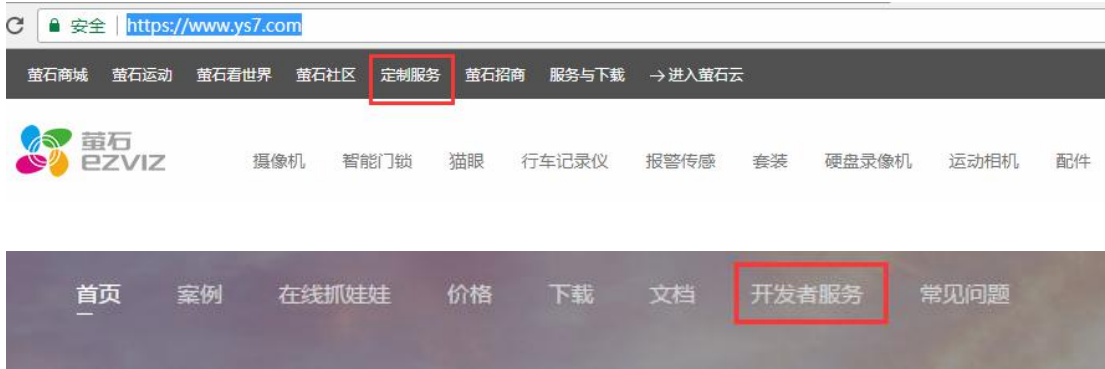 安全 https://www.ys7.com
萤石商城 萤石运动 萤石看世界 萤石社区 定制服务 萤石招商 服务与下载 →进入萤石云
萤石
ezviz
摄像机 智能门锁 猫眼 行车记录仪 报警传感 套装 硬盘录像机 运动相机 配件
首页 案例 在线抓娃娃 价格 下载 文档 开发者服务 常见问题